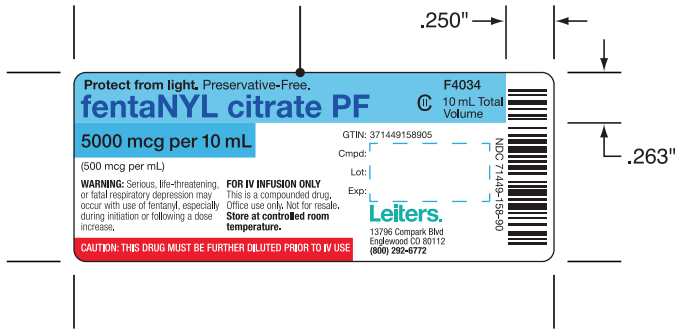 .250"
Protect from light. Preservative-Free.
F4034
fentaNYL citrate PF
CII
10 mL Total
Volume
5000 mcg per 10 mL
(500 mcg per mL)
WARNING: Serious, life-threatening,
or fatal respiratory depression may
occur with use of fentanyl, especially
during initiation or following a dose
increase.
FOR IV INFUSION ONLY
This is a compounded drug.
Office use only. Not for resale.
Store at controlled room
temperature.
CAUTION: THIS DRUG MUST BE FURTHER DILUTED PRIOR TO IV USE
GTIN: 371449158905
Cmpd:
Lot:
Exp:
Leiters.
13796 Compark Blvd
Englewood CO 80112
(800) 292-6772
NDC 71449-158-90
.263"